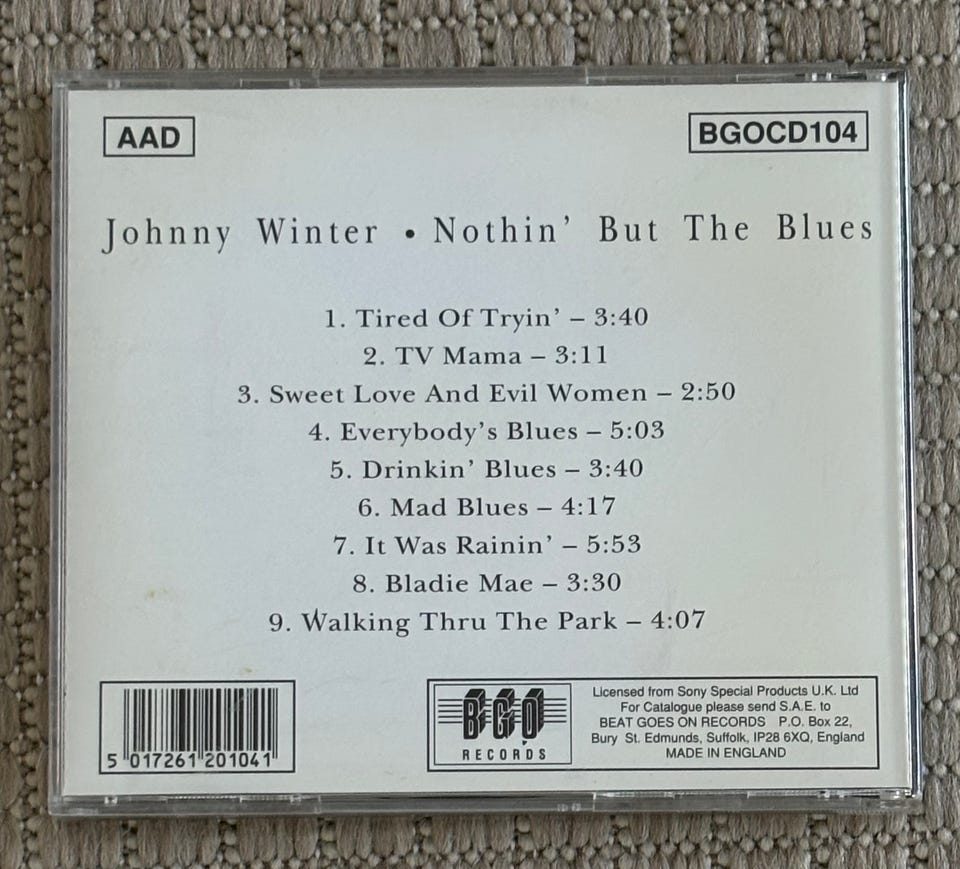 AAD
BGOCD104
Johnny Winter • Nothin' But The Blues
1. Tired Of Tryin' – 3:40
2. TV Mama – 3:11
3. Sweet Love And Evil Women – 2:50
4. Everybody's Blues – 5:03
5. Drinkin' Blues – 3:40
6. Mad Blues – 4:17
7. It Was Rainin' – 5:53
8. Bladie Mae – 3:30
9. Walking Thru The Park – 4:07
5 017261 201041
BGO
RECORDS
Licensed from Sony Special Products U.K. Ltd
For Catalogue please send S.A.E. to
BEAT GOES ON RECORDS P.O. Box 22,
Bury St. Edmunds, Suffolk, IP28 6XQ, England
MADE IN ENGLAND